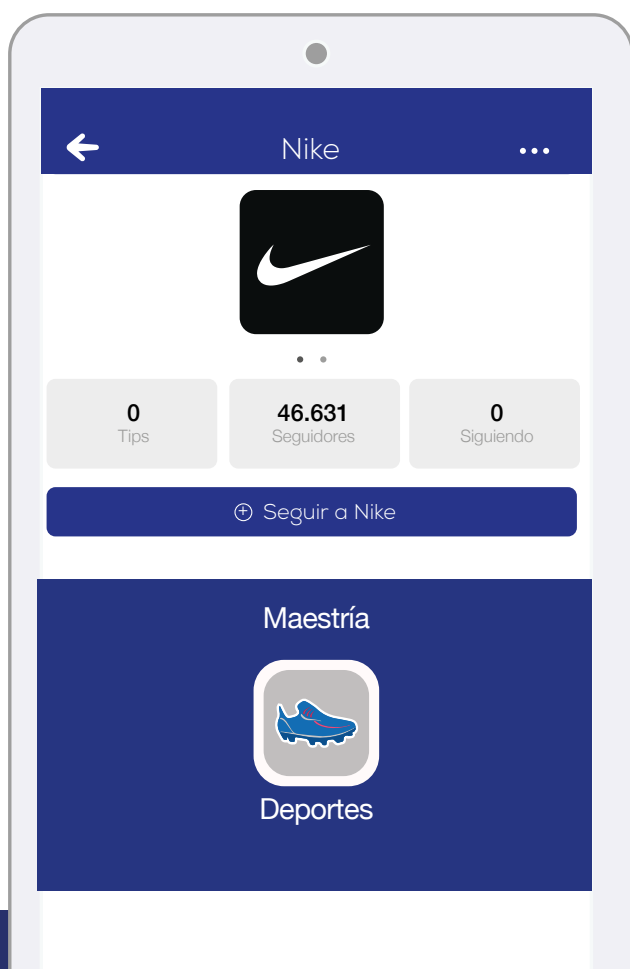 Nike
0
Tips
46.631
Seguidores
0
Siguiendo
Seguir a Nike
Maestría
Deportes